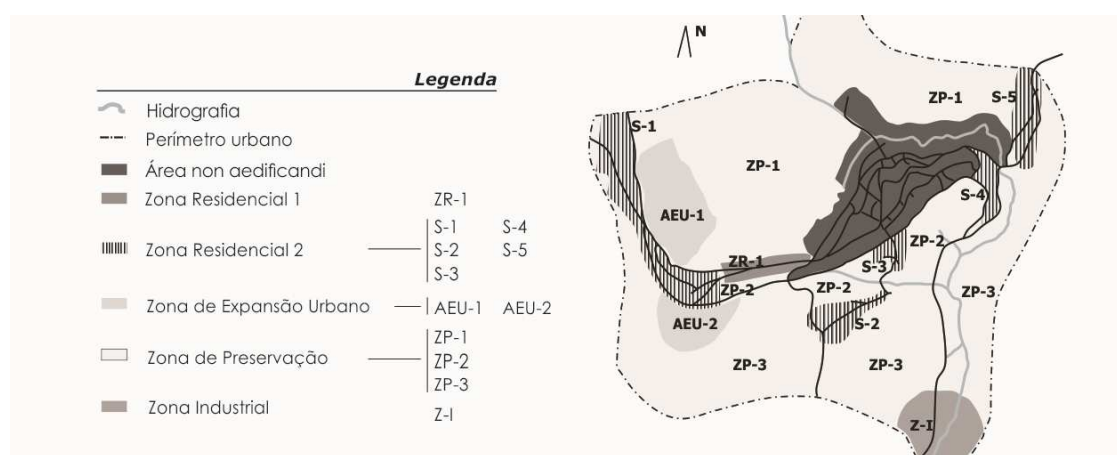 Legenda
Hidrografia
Perímetro urbano
Área non aedificandi
Zona Residencial 1 ZR-1
S-1 S-4
Zona Residencial 2 S-2 S-5
S-3
Zona de Expansão Urbano AEU-1 AEU-2
ZP-1
Zona de Preservação ZP-2
ZP-3
Zona Industrial Z-I
N
ZP-1 S-5
S-1
ZP-1
S-4
AEU-1
ZP-2
ZR-1 S-3
ZP-2 ZP-2 ZP-3
AEU-2 S-2
ZP-3 ZP-3
Z-I